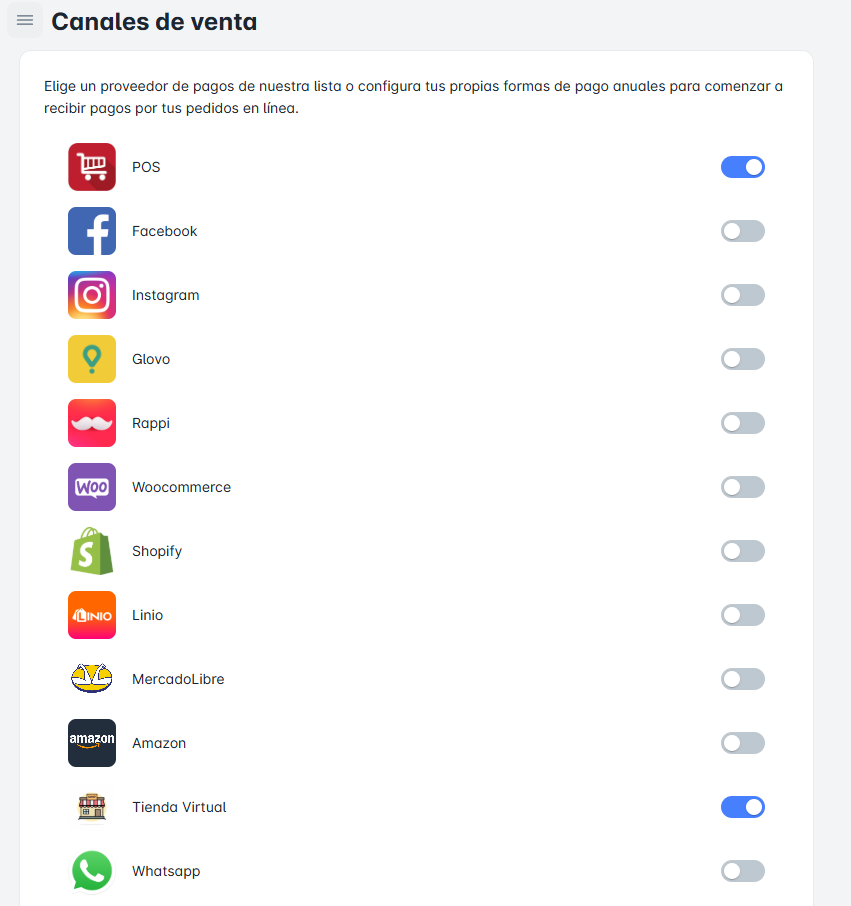 Canales de venta
Elige un proveedor de pagos de nuestra lista o configura tus propias formas de pago anuales para comenzar a
recibir pagos por tus pedidos en línea.
POS
Facebook
Instagram
Glovo
Rappi
WOO
Woocommerce
Shopify
LINIO
Linio
MercadoLibre
amazon
Amazon
Tienda Virtual
Whatsapp